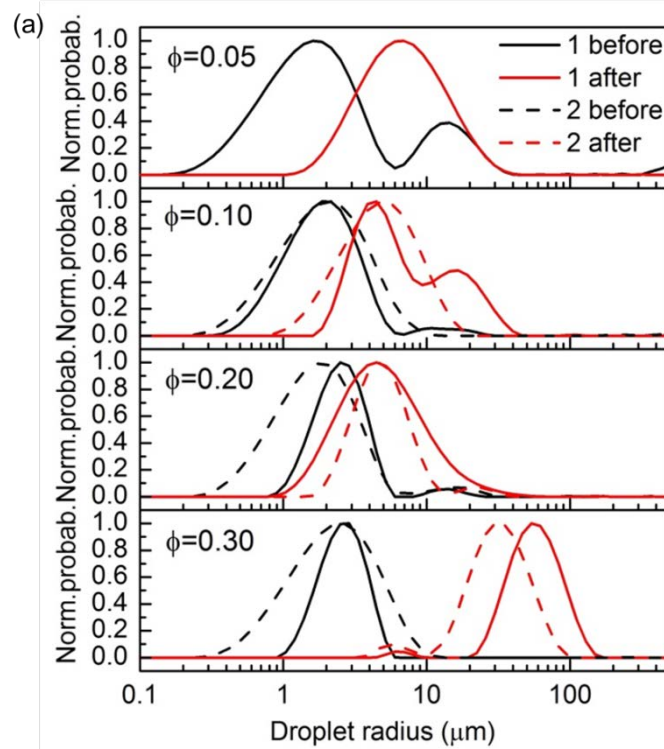 (a)
Norm.probab.
1.0
0.8
0.6
0.4
0.2
0.0
ϕ=0.05
1 before
1 after
2 before
2 after
Norm.probab.
1.0
0.8
0.6
0.4
0.2
0.0
ϕ=0.10
Norm.probab.
1.0
0.8
0.6
0.4
0.2
0.0
ϕ=0.20
Norm.probab.
1.0
0.8
0.6
0.4
0.2
0.0
ϕ=0.30
0.1 1 10 100
Droplet radius (μm)